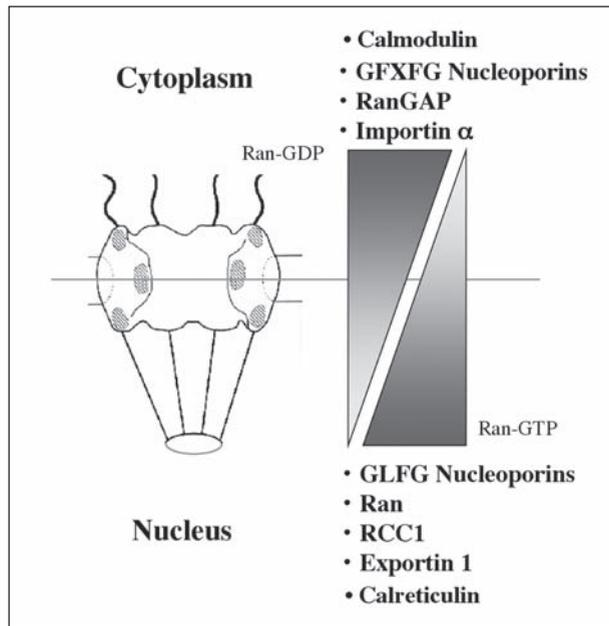 • Calmodulin
Cytoplasm
• GFXFG Nucleoporins
• RanGAP
• Importin α
Ran-GDP
Ran-GTP
• GLFG Nucleoporins
• Ran
Nucleus
• RCC1
• Exportin 1
• Calreticulin